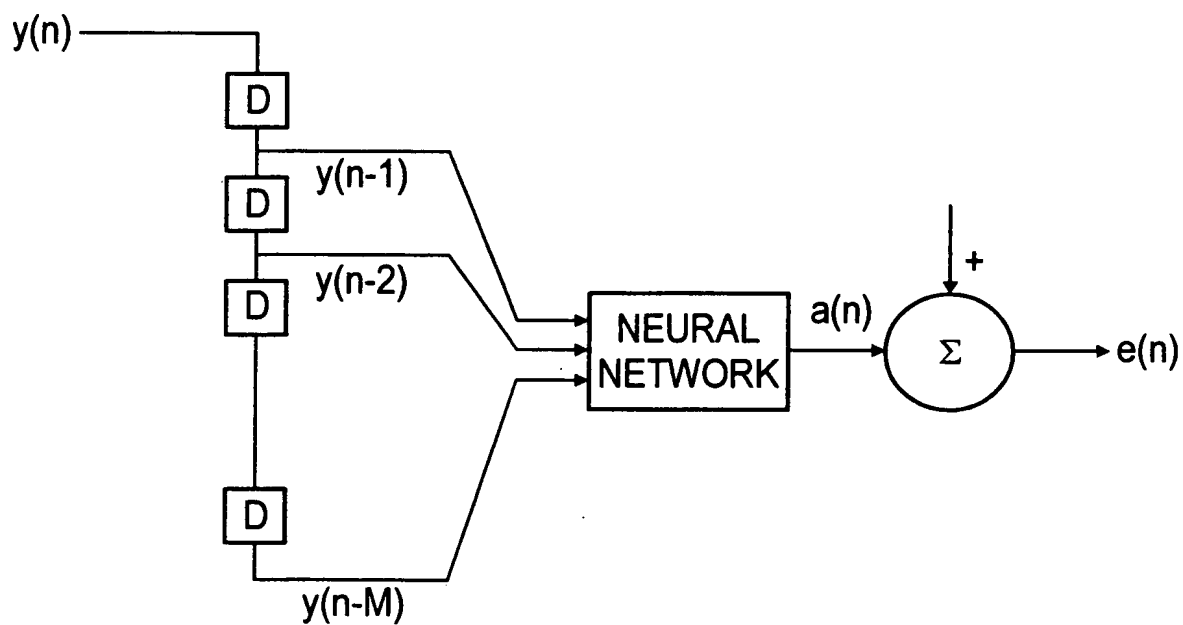 y(n)
D
y(n-1)
D
y(n-2)
D
D
y(n-M)
NEURAL
NETWORK
a(n)
+
Σ
e(n)